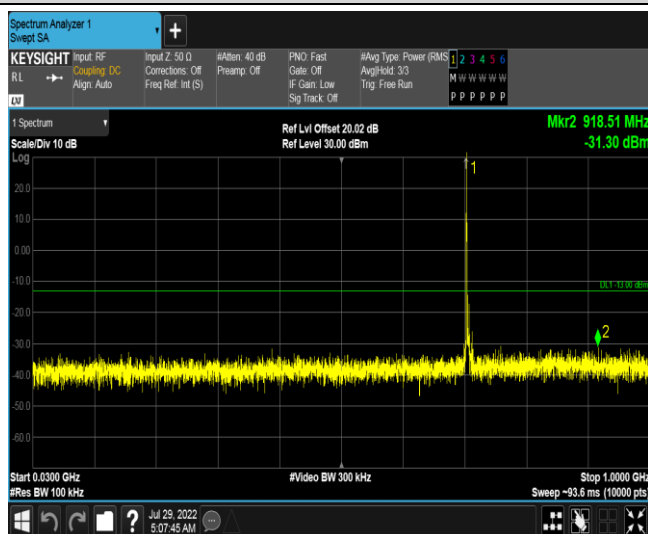 Spectrum Analyzer 1
Swept SA
+
KEYSIGHT
RL
LXI
Input: RF
Coupling: DC
Align: Auto
Input Z: 50 Ω
Corrections: Off
Freq Ref: Int (S)
#Atten: 40 dB
Preamp: Off
PNO: Fast
Gate: Off
IF Gain: Low
Sig Track: Off
#Avg Type: Power (RMS
Avg|Hold: 3/3
Trig: Free Run
1 2 3 4 5 6
M W W W W W
P P P P P P
1 Spectrum
Scale/Div 10 dB
Log
Ref Lvl Offset 20.02 dB
Ref Level 30.00 dBm
Mkr2 918.51 MHz
-31.30 dBm
1
20.0
10.0
0.00
-10.0
DL1 -13.00 dBm
-20.0
2
-30.0
-40.0
-50.0
-60.0
Start 0.0300 GHz
#Res BW 100 kHz
#Video BW 300 kHz
Stop 1.0000 GHz
Sweep ~93.6 ms (10000 pts)
?
Jul 29, 2022
5:07:45 AM